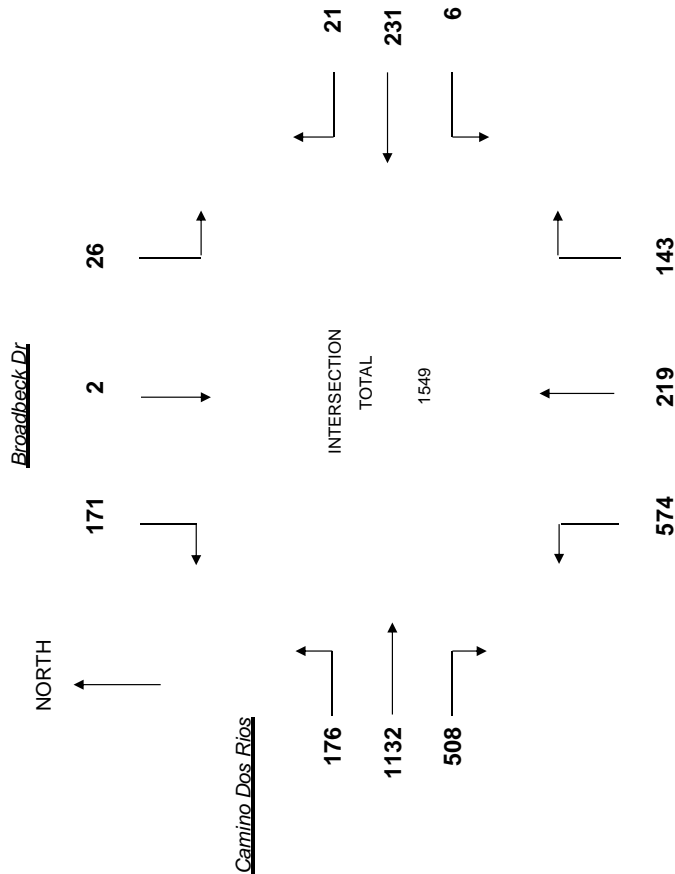 NORTH
Broadbeck Dr
171
2
26
Camino Dos Rios
176
1132
508
INTERSECTION
TOTAL
1549
21
231
6
574
219
143